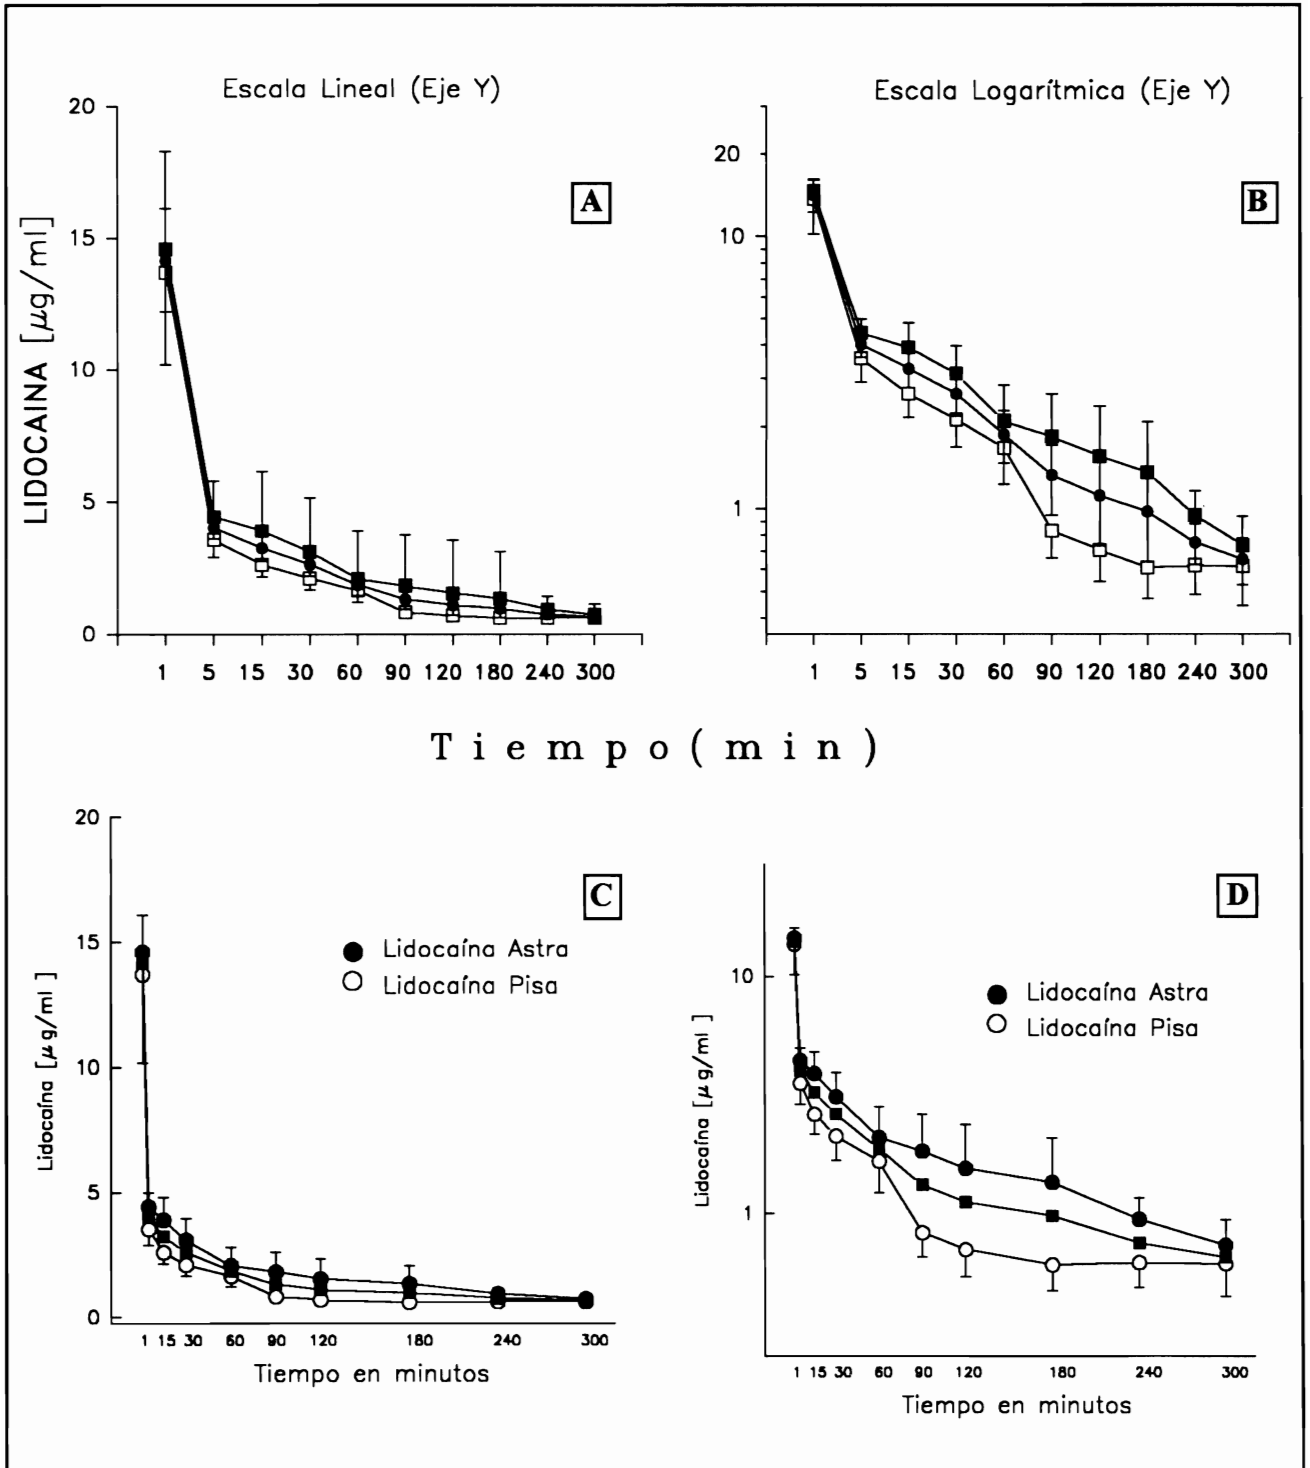 Escala Lineal (Eje Y)
20
15
10
5
0
LIDOCAINA [μg/ml]
A
1 5 15 30 60 90 120 180 240 300
Escala Logarítmica (Eje Y)
20
10
1
B
1 5 15 30 60 90 120 180 240 300
Tiempo(min)
20
15
10
5
0
Lidocaína [μg/ml]
C
Lidocaína Astra
Lidocaína Pisa
1 15 30 60 90 120 180 240 300
Tiempo en minutos
10
1
Lidocaína [μg/ml]
D
Lidocaína Astra
Lidocaína Pisa
1 15 30 60 90 120 180 240 300
Tiempo en minutos